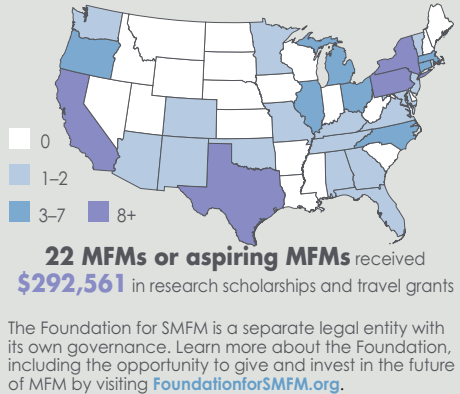 0
1–2
3–7
8+
22 MFMs or aspiring MFMs received
$292,561 in research scholarships and travel grants
The Foundation for SMFM is a separate legal entity with
its own governance. Learn more about the Foundation,
including the opportunity to give and invest in the future
of MFM by visiting FoundationforSMFM.org.